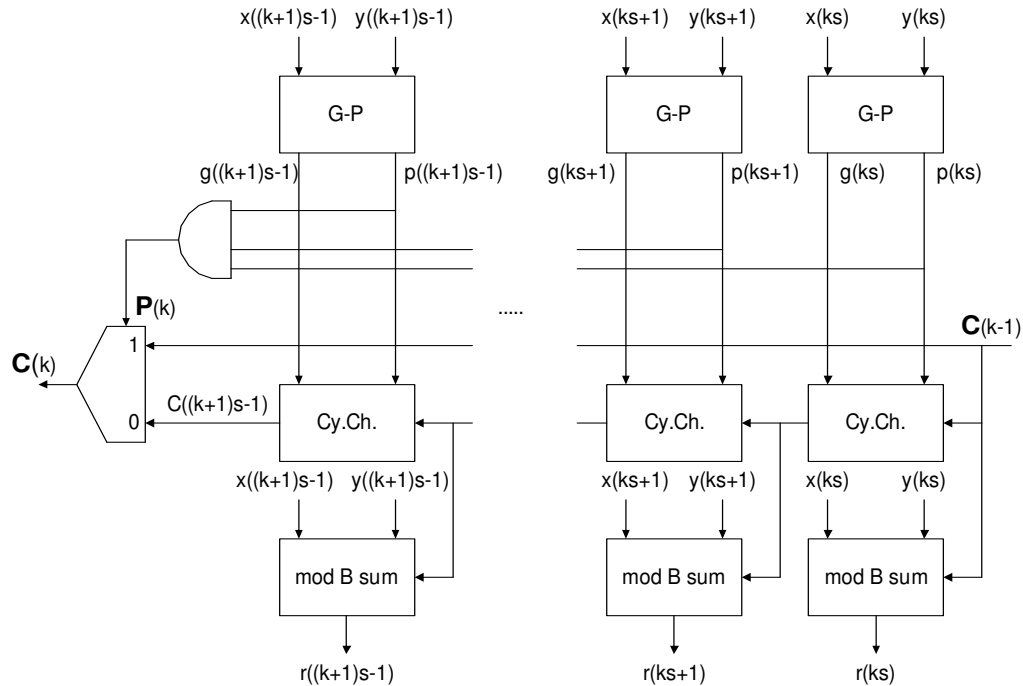 x((k+1)s-1) y((k+1)s-1) x(ks+1) y(ks+1) x(ks) y(ks)
G-P G-P G-P
g((k+1)s-1) p((k+1)s-1) g(ks+1) p(ks+1) g(ks) p(ks)
P(k)
.....
C(k-1)
1
C(k)
C((k+1)s-1)
0 Cy.Ch. Cy.Ch. Cy.Ch.
x((k+1)s-1) y((k+1)s-1) x(ks+1) y(ks+1) x(ks) y(ks)
mod B sum mod B sum mod B sum
r((k+1)s-1) r(ks+1) r(ks)